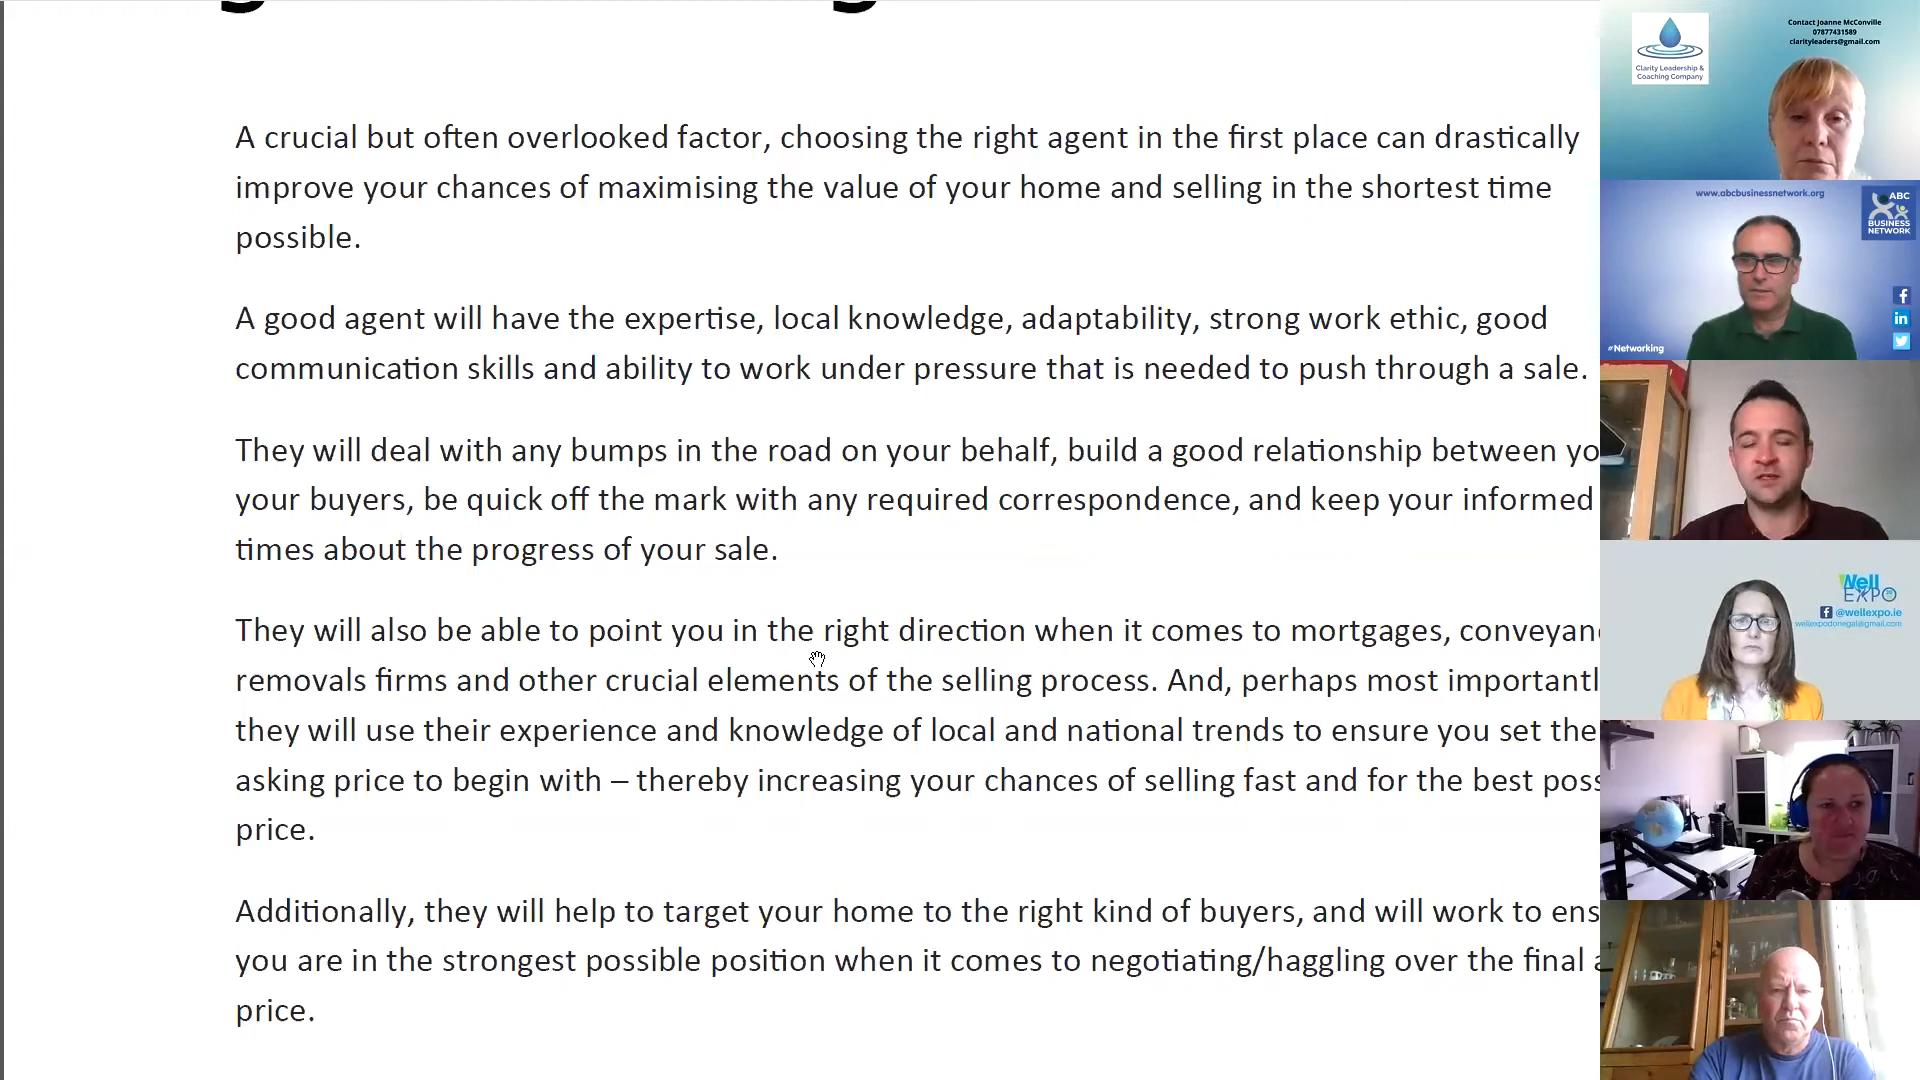 A crucial but often overlooked factor, choosing the right agent in the first place can drastically
improve your chances of maximising the value of your home and selling in the shortest time
possible.
A good agent will have the expertise, local knowledge, adaptability, strong work ethic, good
communication skills and ability to work under pressure that is needed to push through a sale.
They will deal with any bumps in the road on your behalf, build a good relationship between yo
your buyers, be quick off the mark with any required correspondence, and keep your informed
times about the progress of your sale.
They will also be able to point you in the right direction when it comes to mortgages, conveyan
removals firms and other crucial elements of the selling process. And, perhaps most importantl
they will use their experience and knowledge of local and national trends to ensure you set the
asking price to begin with – thereby increasing your chances of selling fast and for the best poss
price.
Additionally, they will help to target your home to the right kind of buyers, and will work to ens
you are in the strongest possible position when it comes to negotiating/haggling over the final a
price.
Clarity Leadership &
Coaching Company
Contact Joanne McConville
07877431589
clarityleaders@gmail.com
www.abcbusinessnetwork.org
ABC
BUSINESS
NETWORK
#Networking
Well
EXPO
@wellexpo.ie
wellexpodonegal@gmail.com